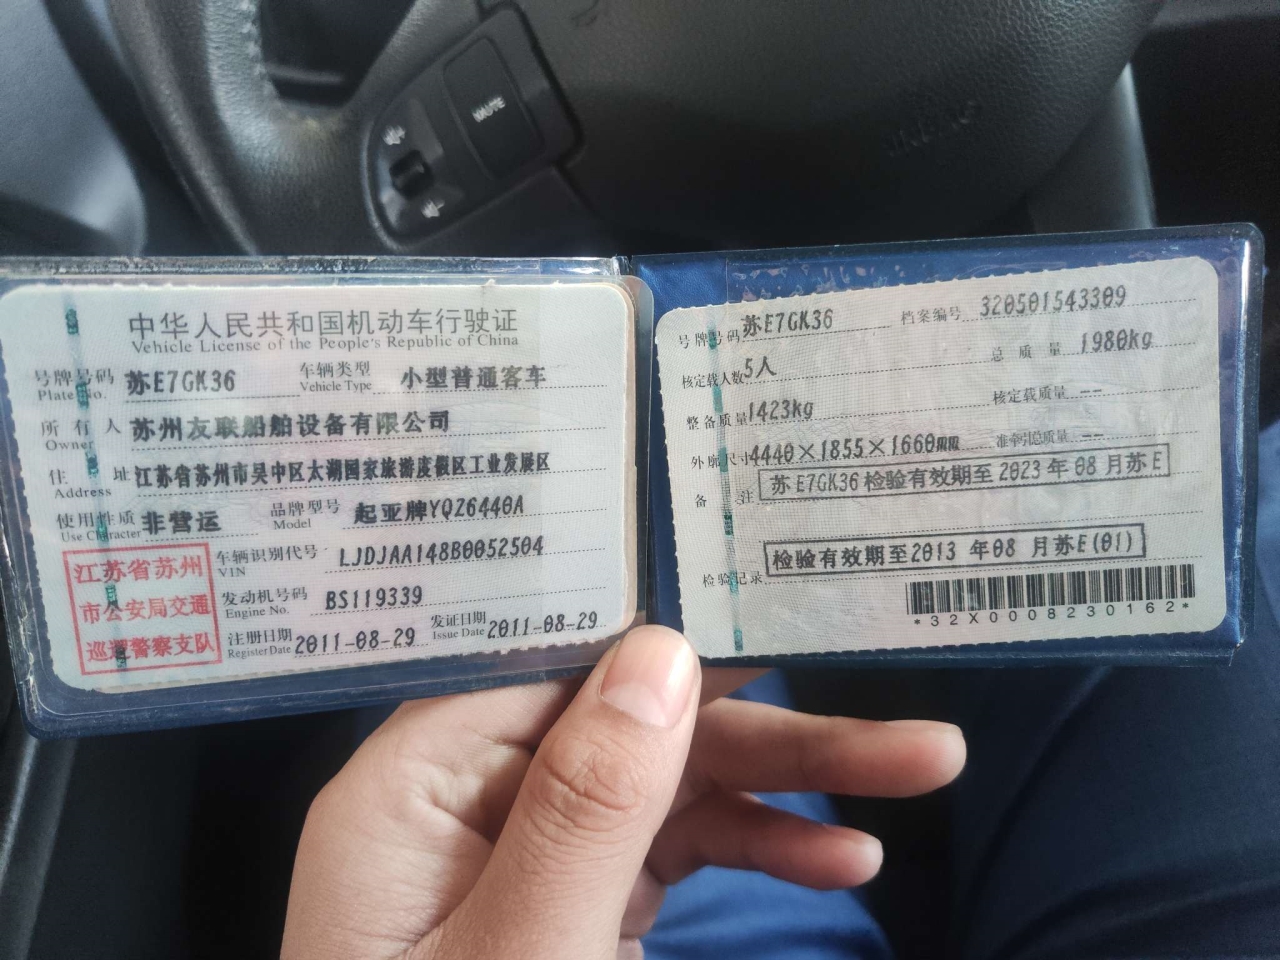 MUTE
中华人民共和国机动车行驶证
Vehicle License of the People's Republic of China
号牌号码 苏E7GK36 车辆类型 小型普通客车
Plate No. Vehicle Type
所有人 苏州友联船舶设备有限公司
Owner
住址 江苏省苏州市吴中区太湖国家旅游度假区工业发展区
Address
使用性质 非营运 品牌型号 起亚牌YQZ6440A
Use Character Model
江苏省苏州
市公安局交通
巡逻警察支队
车辆识别代号 LJDJAA148B0052504
VIN
发动机号码 BS119339
Engine No.
注册日期 2011-08-29 发证日期 2011-08-29
Register Date Issue Date
号牌号码 苏E7GK36 档案编号 320501543309
核定载人数 5人 总质量 1980kg
整备质量 1423kg 核定载质量 --
外廓尺寸 4440×1855×1660mm 准牵引总质量 --
备注 苏E7GK36检验有效期至2023年08月苏E
检验有效期至2013年08月苏E(01)
检验记录
*32X0008230162*